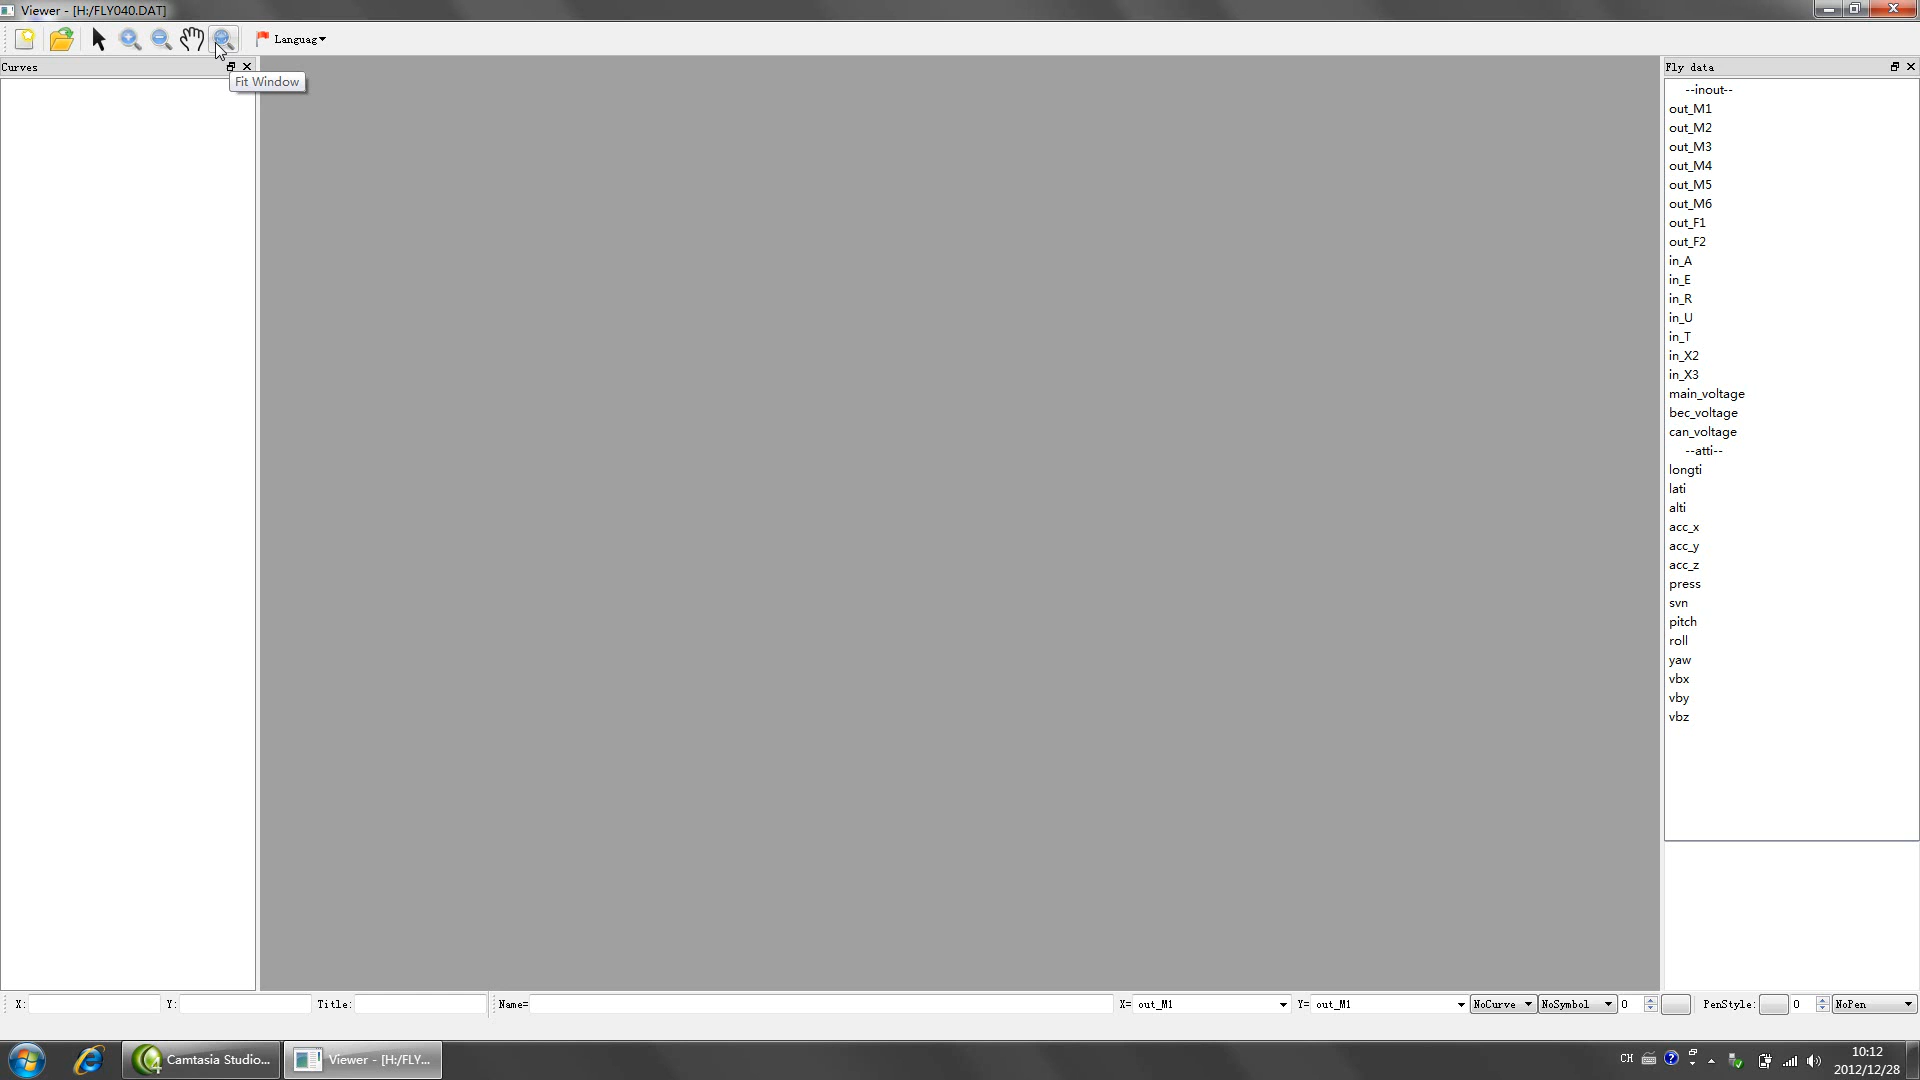 Viewer - [H:/FLY040.DAT]
Languag
Curves
Fit Window
Fly data
--inout--
out_M1
out_M2
out_M3
out_M4
out_M5
out_M6
out_F1
out_F2
in_A
in_E
in_R
in_U
in_T
in_X2
in_X3
main_voltage
bec_voltage
can_voltage
--atti--
longti
lati
alti
acc_x
acc_y
acc_z
press
svn
pitch
roll
yaw
vbx
vby
vbz
X: Y: Title: Name= X= out_M1 Y= out_M1 NoCurve NoSymbol 0 PenStyle: 0 NoPen
Camtasia Studio... Viewer - [H:/FLY... CH 10:12
2012/12/28